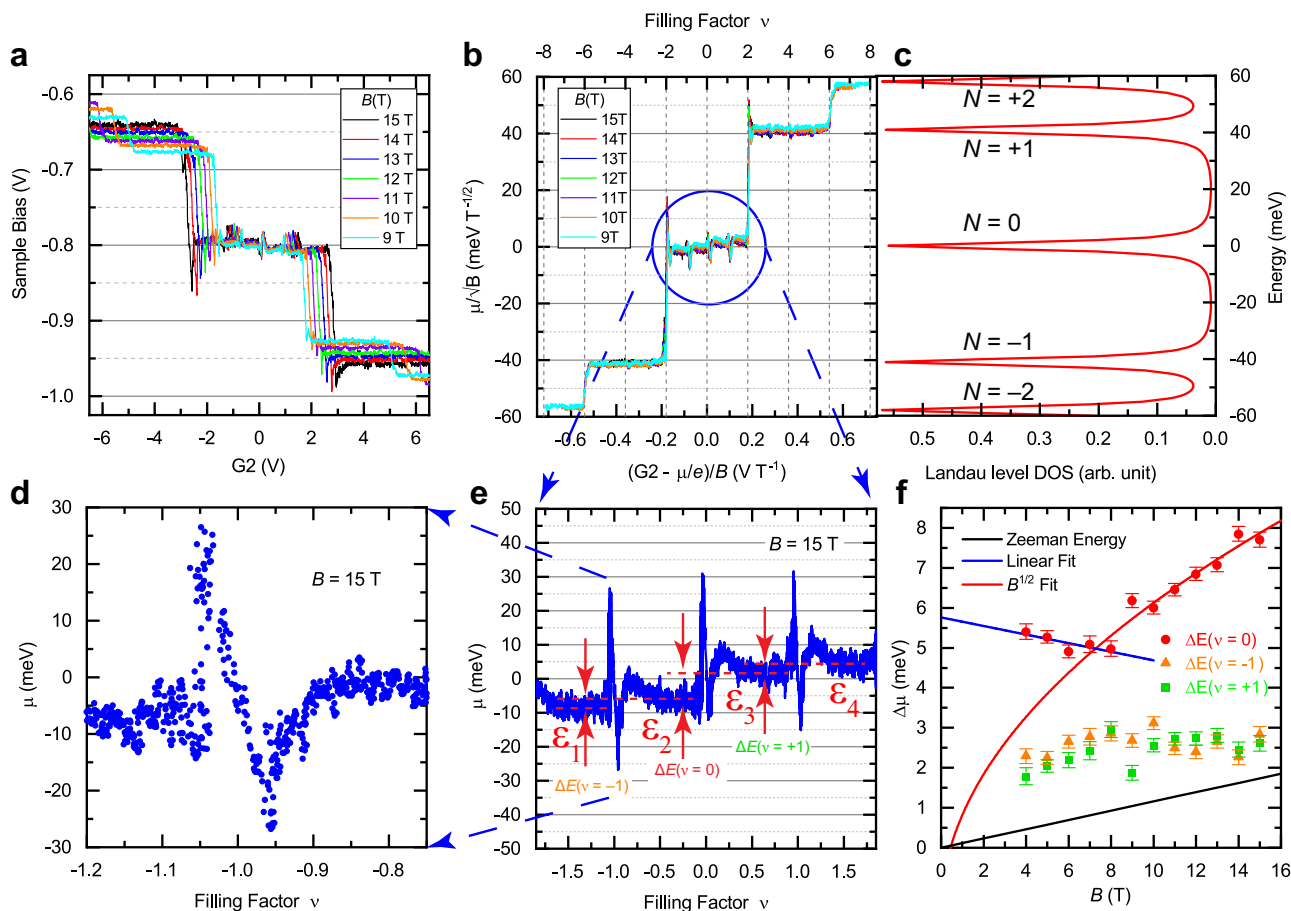 a
-0.6
-0.7
-0.8
-0.9
-1.0
Sample Bias (V)
-6
-4
-2
0
2
4
6
G2 (V)
B(T)
15 T
14 T
13 T
12 T
11 T
10 T
9 T
b
Filling Factor ν
-8
-6
-4
-2
0
2
4
6
8
60
40
20
0
-20
-40
-60
μ/√B (meV T-1/2)
B(T)
15T
14T
13T
12T
11T
10T
9T
-0.6
-0.4
-0.2
0.0
0.2
0.4
0.6
(G2 - μ/e)/B (V T-1)
c
N = +2
N = +1
N = 0
N = –1
N = –2
60
40
20
0
-20
-40
-60
Energy (meV)
0.5
0.4
0.3
0.2
0.1
0.0
Landau level DOS (arb. unit)
d
30
20
10
0
-10
-20
-30
μ (meV)
B = 15 T
-1.2
-1.1
-1.0
-0.9
-0.8
Filling Factor ν
e
50
40
30
20
10
0
-10
-20
-30
-40
-50
μ (meV)
B = 15 T
ε1
ε2
ε3
ε4
ΔE(ν = –1)
ΔE(ν = 0)
ΔE(ν = +1)
-1.5
-1.0
-0.5
0.0
0.5
1.0
1.5
Filling Factor ν
f
8
7
6
5
4
3
2
1
0
Δμ (meV)
Zeeman Energy
Linear Fit
B1/2 Fit
ΔE(ν = 0)
ΔE(ν = -1)
ΔE(ν = +1)
0
2
4
6
8
10
12
14
16
B (T)